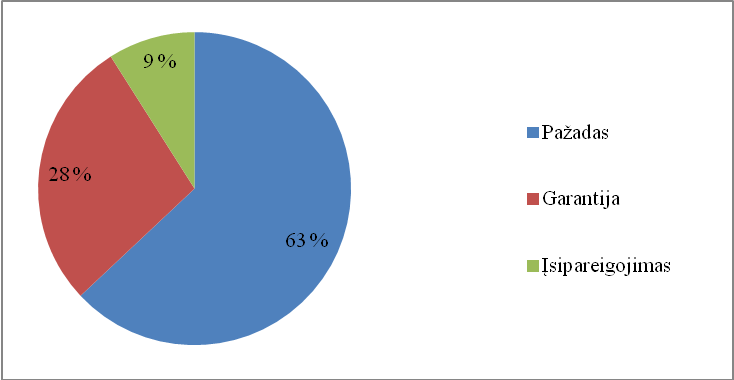 9%
28%
63%
Pažadas
Garantija
Įsipareigojimas